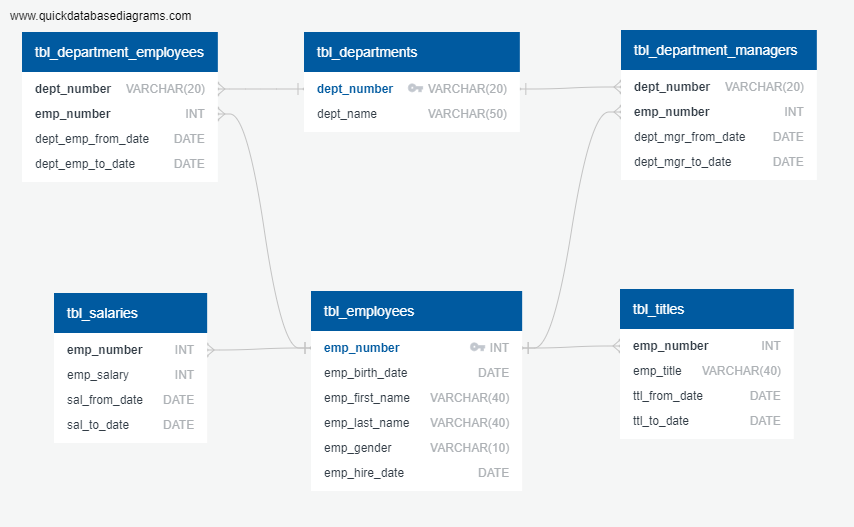 www.quickdatabasediagrams.com
tbl_department_employees
dept_number VARCHAR(20)
emp_number INT
dept_emp_from_date DATE
dept_emp_to_date DATE
tbl_departments
dept_number VARCHAR(20)
dept_name VARCHAR(50)
tbl_department_managers
dept_number VARCHAR(20)
emp_number INT
dept_mgr_from_date DATE
dept_mgr_to_date DATE
tbl_salaries
emp_number INT
emp_salary INT
sal_from_date DATE
sal_to_date DATE
tbl_employees
emp_number INT
emp_birth_date DATE
emp_first_name VARCHAR(40)
emp_last_name VARCHAR(40)
emp_gender VARCHAR(10)
emp_hire_date DATE
tbl_titles
emp_number INT
emp_title VARCHAR(40)
ttl_from_date DATE
ttl_to_date DATE